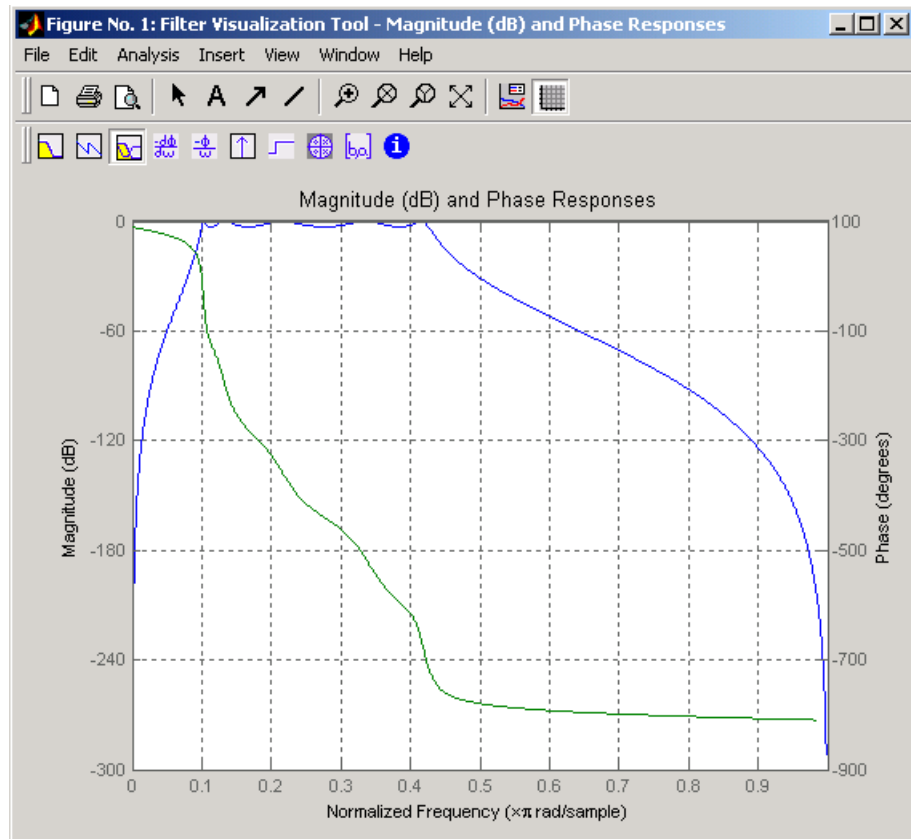 Figure No. 1: Filter Visualization Tool - Magnitude (dB) and Phase Responses
File Edit Analysis Insert View Window Help
A
-dΦ
dω
-Φ
ω
[b,a]
i
Magnitude (dB) and Phase Responses
0
-60
-120
-180
-240
-300
Magnitude (dB)
100
-100
-300
-500
-700
-900
Phase (degrees)
0 0.1 0.2 0.3 0.4 0.5 0.6 0.7 0.8 0.9
Normalized Frequency (×π rad/sample)